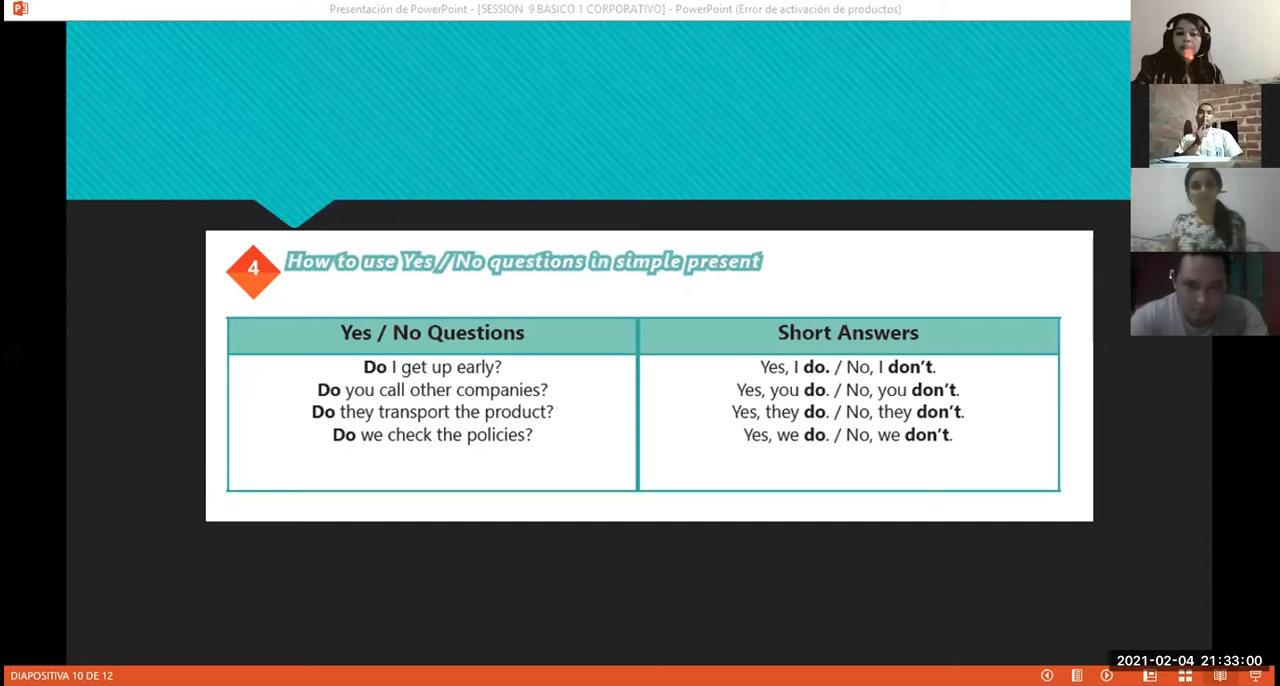 Presentación de PowerPoint - [SESSION 9 BASICO 1 CORPORATIVO] - PowerPoint (Error de activación de productos)
4
How to use Yes / No questions in simple present
Yes / No Questions
Short Answers
Do I get up early?
Yes, I do. / No, I don't.
Do you call other companies?
Yes, you do. / No, you don't.
Do they transport the product?
Yes, they do. / No, they don't.
Do we check the policies?
Yes, we do. / No, we don't.
2021-02-04 21:33:00
DIAPOSITIVA 10 DE 12